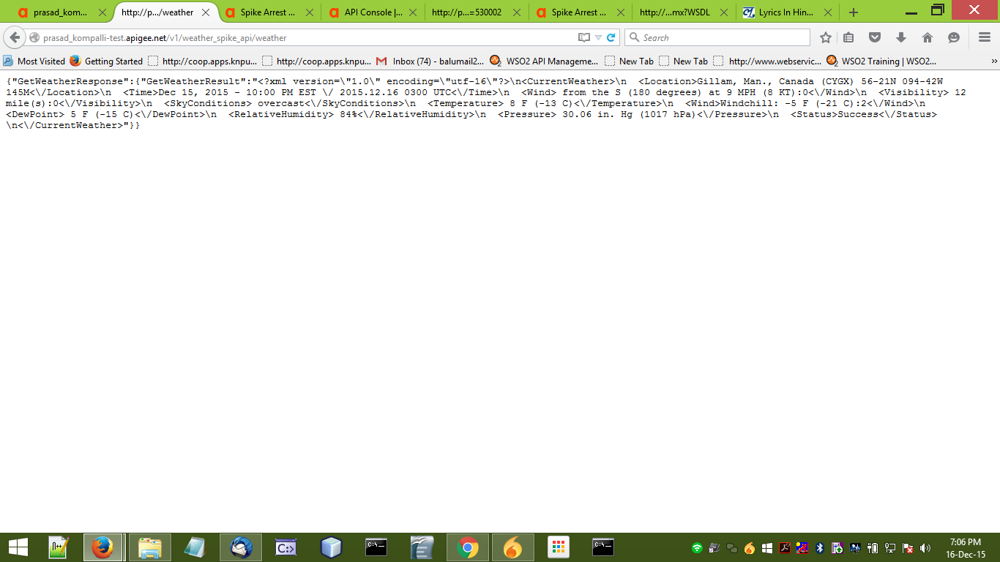 prasad_kom...
http://p.../weather
Spike Arrest ...
API Console |...
http://p...=530002
Spike Arrest ...
http://...mx?WSDL
Lyrics In Hin...
prasad_kompalli-test.apigee.net/v1/weather_spike_api/weather
Search
Most Visited
Getting Started
http://coop.apps.knpu...
http://coop.apps.knpu...
Inbox (74) - balumail2...
WSO2 API Manageme...
New Tab
New Tab
http://www.webservic...
WSO2 Training | WSO2...
{"GetWeatherResponse":{"GetWeatherResult":"<?xml version=\"1.0\" encoding=\"utf-16\"?>\n<CurrentWeather>\n  <Location>Gillam, Man., Canada (CYGX) 56-21N 094-42W
145M<\/Location>\n  <Time>Dec 15, 2015 - 10:00 PM EST \/ 2015.12.16 0300 UTC<\/Time>\n  <Wind> from the S (180 degrees) at 9 MPH (8 KT):0<\/Wind>\n  <Visibility> 12
mile(s):0<\/Visibility>\n  <SkyConditions> overcast<\/SkyConditions>\n  <Temperature> 8 F (-13 C)<\/Temperature>\n  <Wind>Windchill: -5 F (-21 C):2<\/Wind>\n
<DewPoint> 5 F (-15 C)<\/DewPoint>\n  <RelativeHumidity> 84%<\/RelativeHumidity>\n  <Pressure> 30.06 in. Hg (1017 hPa)<\/Pressure>\n  <Status>Success<\/Status>
\n<\/CurrentWeather>"}}
7:06 PM
16-Dec-15